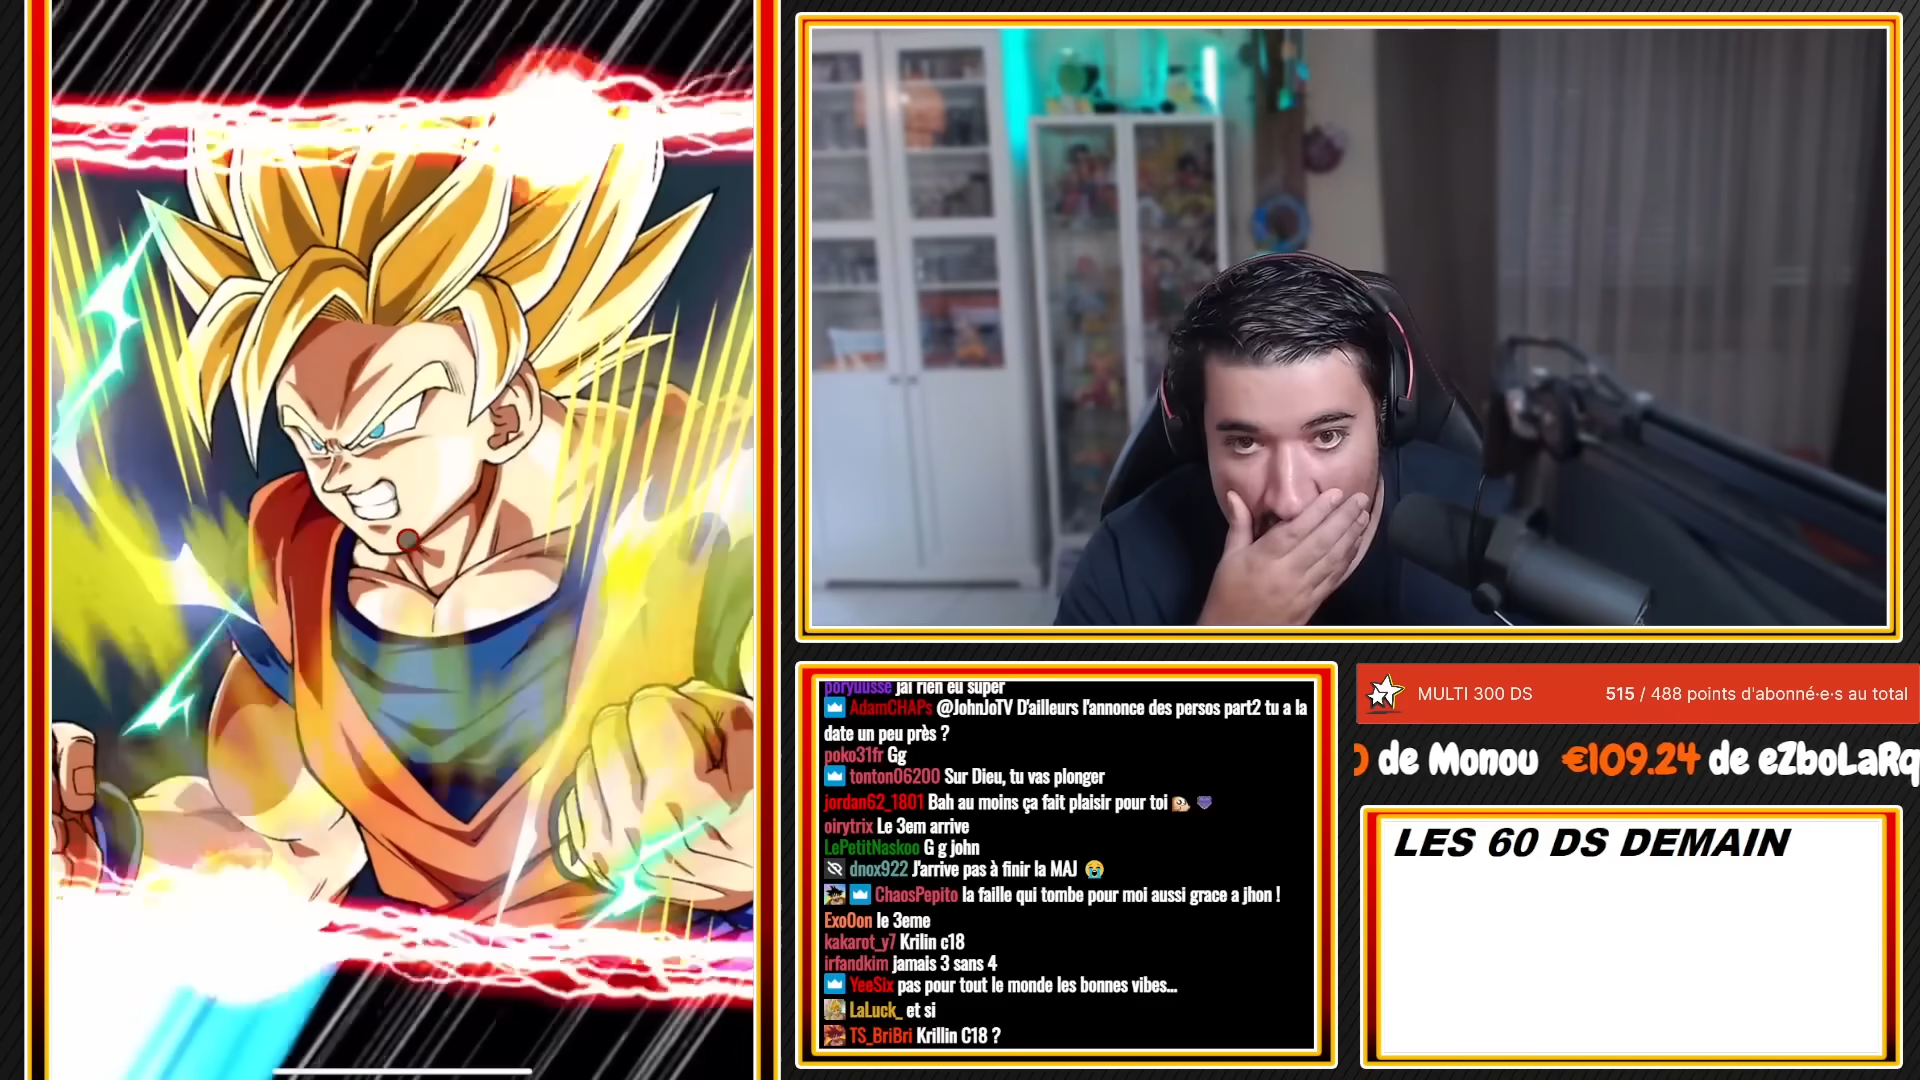 poryuusse jai rien eu super
AdamCHAPs @JohnJoTV D'ailleurs l'annonce des persos part2 tu a la
date un peu près ?
poko31fr Gg
tonton06200 Sur Dieu, tu vas plonger
jordan62_1801 Bah au moins ça fait plaisir pour toi
oirytrix Le 3em arrive
LePetitNaskoo G g john
dnox922 J'arrive pas à finir la MAJ
ChaosPepito la faille qui tombe pour moi aussi grace a jhon !
ExoOon le 3eme
kakarot_y7 Krilin c18
irfandkim jamais 3 sans 4
YeeSix pas pour tout le monde les bonnes vibes...
LaLuck_ et si
TS_BriBri Krillin C18 ?
MULTI 300 DS 515 / 488 points d'abonné·e·s au total
de Monou €109.24 de eZboLaRq
LES 60 DS DEMAIN